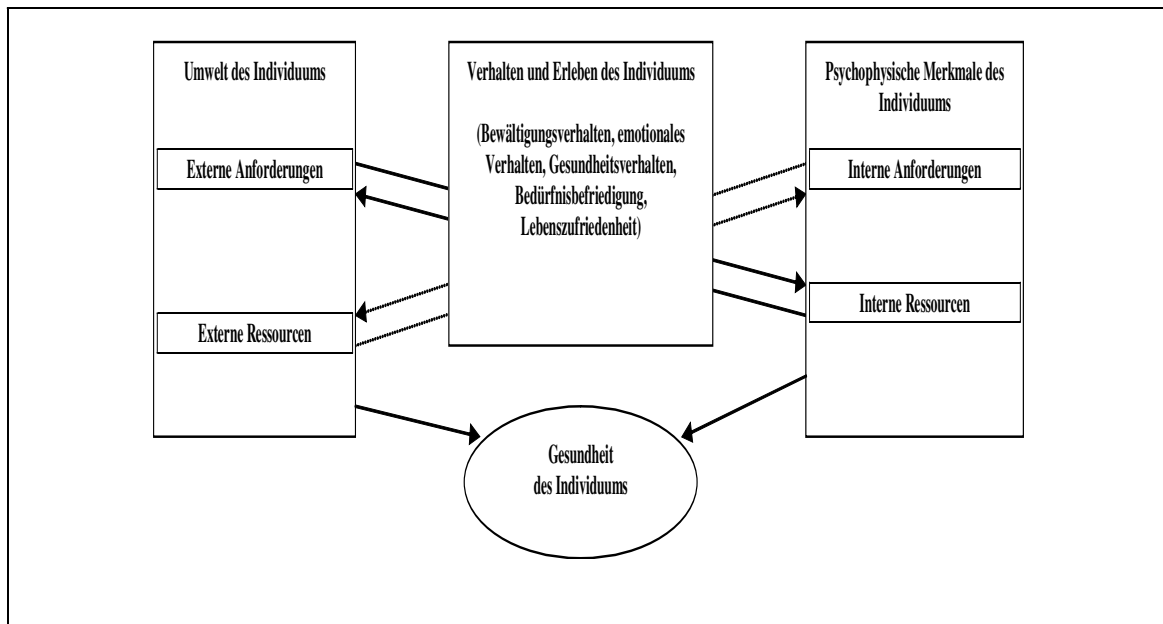 Umwelt des Individuums
Externe Anforderungen
Externe Ressourcen
Verhalten und Erleben des Individuums
(Bewältigungsverhalten, emotionales
Verhalten, Gesundheitsverhalten,
Bedürfnisbefriedigung,
Lebenszufriedenheit)
Psychophysische Merkmale des
Individuums
Interne Anforderungen
Interne Ressourcen
Gesundheit
des Individuums